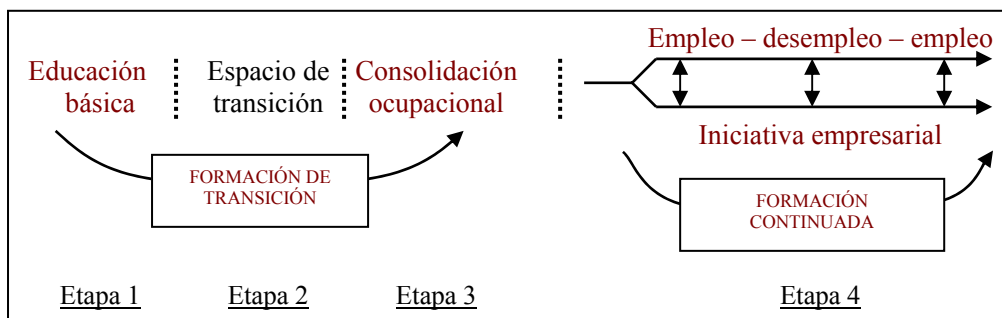 Educación
básica
Espacio de
transición
Consolidación
ocupacional
Empleo – desempleo – empleo
Iniciativa empresarial
FORMACIÓN DE
TRANSICIÓN
FORMACIÓN
CONTINUADA
Etapa 1
Etapa 2
Etapa 3
Etapa 4